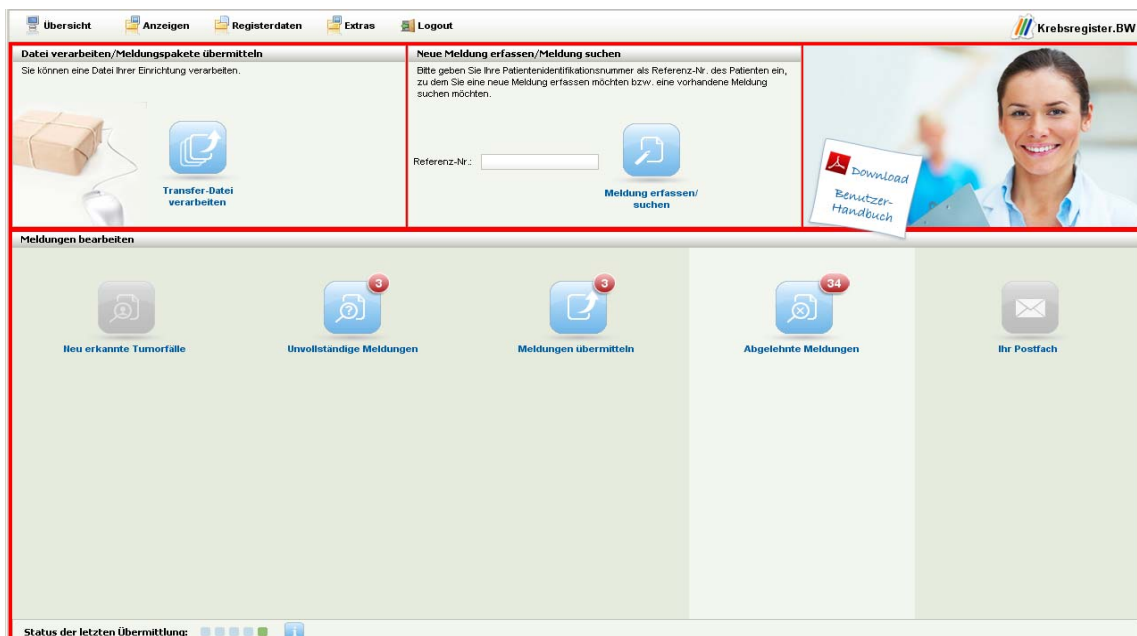 Übersicht Anzeigen Registerdaten Extras Logout Krebsregister.BW
Datei verarbeiten/Meldungspakete übermitteln
Sie können eine Datei Ihrer Einrichtung verarbeiten.
Transfer-Datei
verarbeiten
Neue Meldung erfassen/Meldung suchen
Bitte geben Sie Ihre Patientenidentifikationsnummer als Referenz-Nr. des Patienten ein,
zu dem Sie eine neue Meldung erfassen möchten bzw. eine vorhandene Meldung
suchen möchten.
Referenz-Nr.:
Meldung erfassen/
suchen
Download
Benutzer-
Handbuch
Meldungen bearbeiten
3 3 34
Neu erkannte Tumorfälle Unvollständige Meldungen Meldungen übermitteln Abgelehnte Meldungen Ihr Postfach
Status der letzten Übermittlung: i